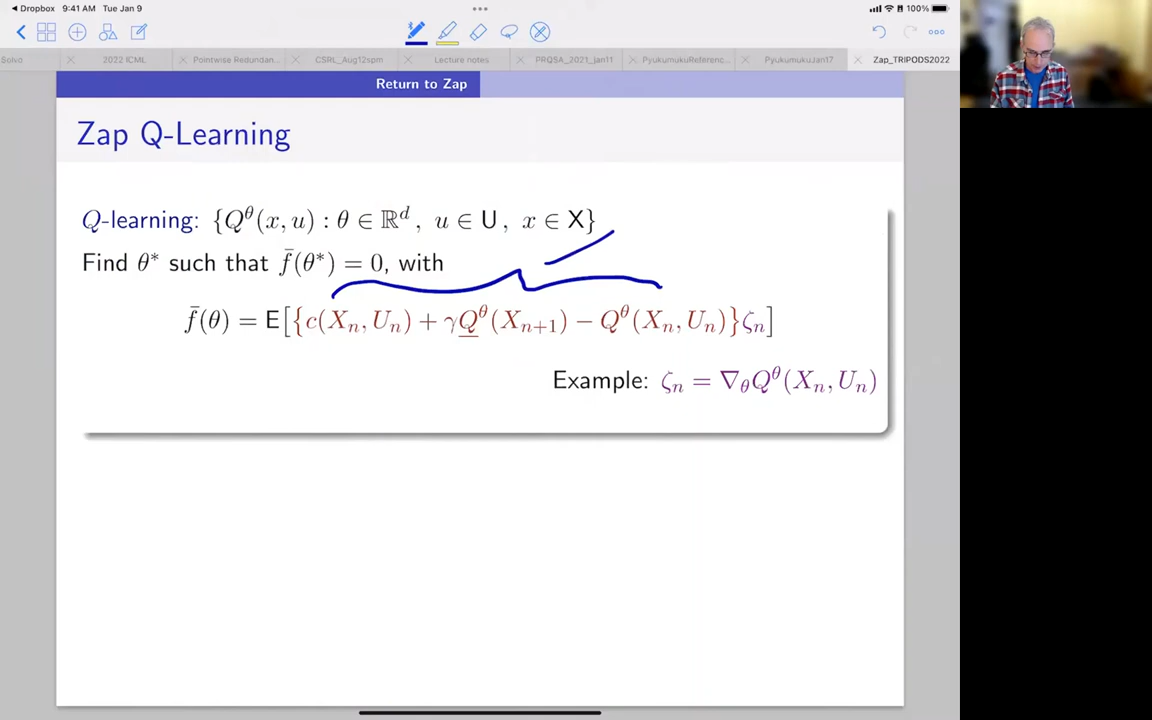 Dropbox 9:41 AM Tue Jan 9 100%
Solvo 2022 ICML Pointwise Redundan... CSRL_Aug12spm Lecture notes PRQSA_2021_Jan11 PyukumukuReferenc... PyukumukuJan17 Zap_TRIPODS2022
Return to Zap
Zap Q-Learning
Q-learning: {Q^θ(x, u) : θ ∈ ℝ^d , u ∈ U , x ∈ X}
Find θ* such that f̄(θ*) = 0, with
f̄(θ) = E[{c(X_n, U_n) + γQ̲^θ(X_{n+1}) − Q^θ(X_n, U_n)}ζ_n]
Example: ζ_n = ∇_θQ^θ(X_n, U_n)